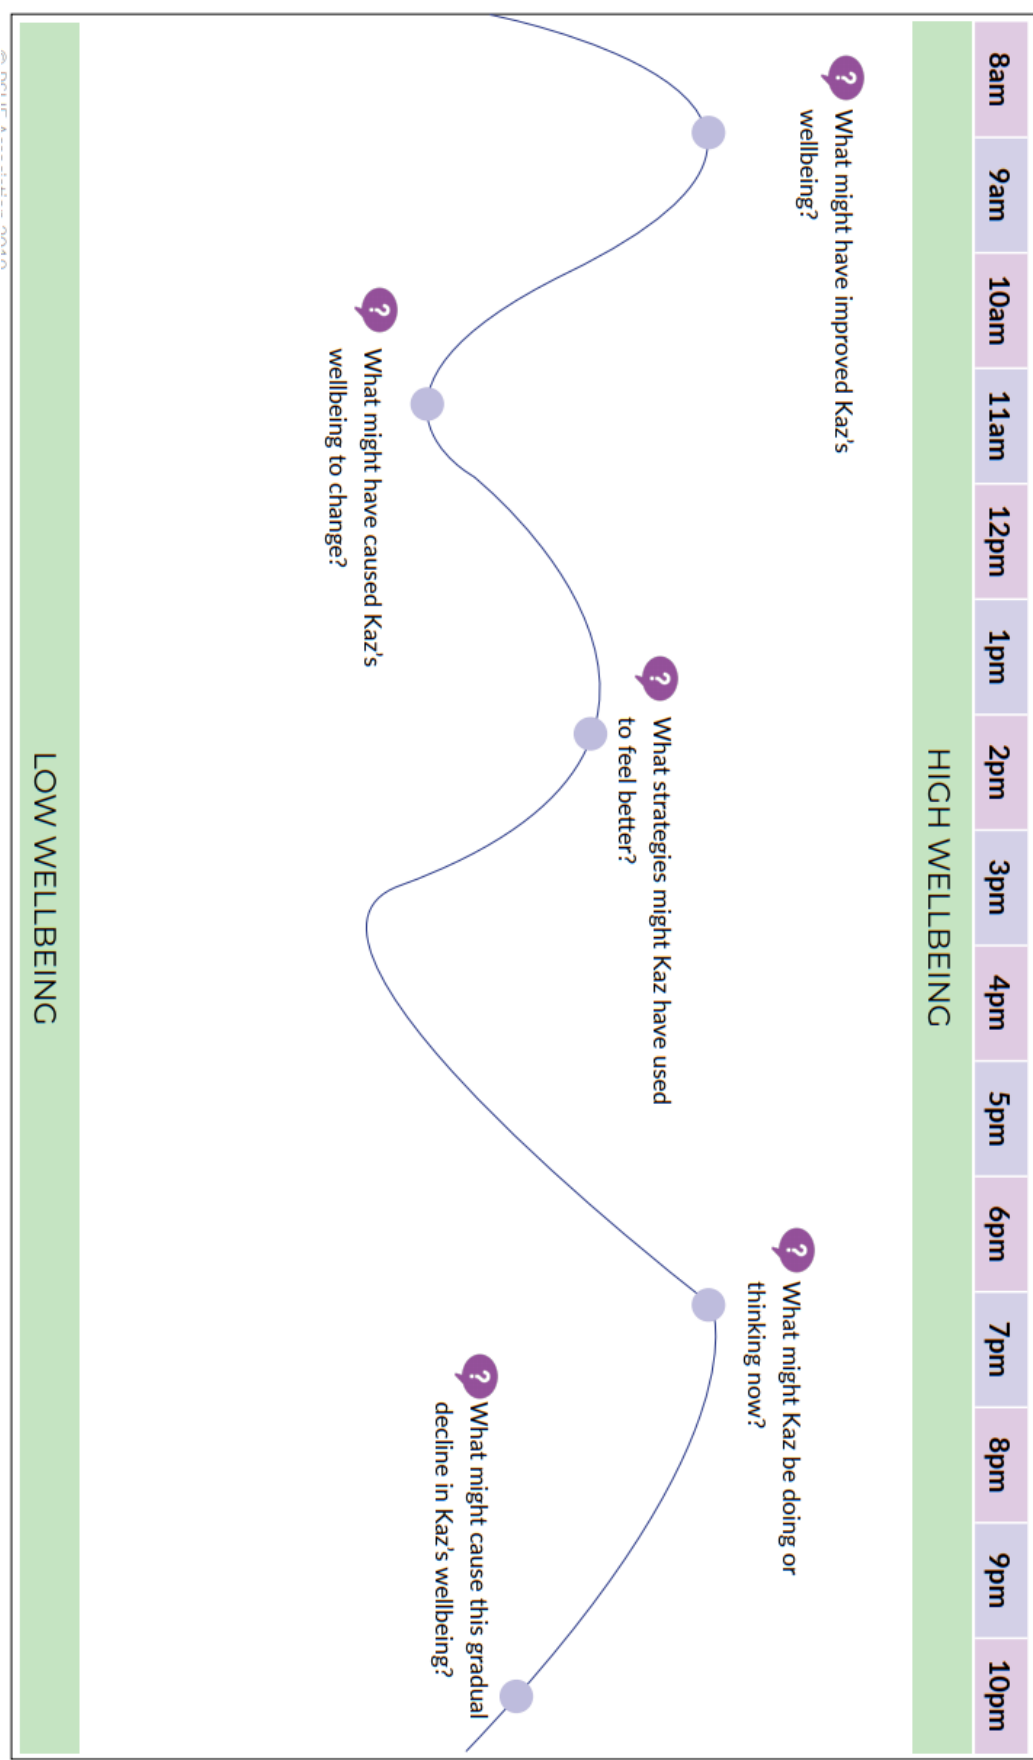 8am 9am 10am 11am 12pm 1pm 2pm 3pm 4pm 5pm 6pm 7pm 8pm 9pm 10pm
HIGH WELLBEING
? What might have improved Kaz's
wellbeing?
? What might have caused Kaz's
wellbeing to change?
? What strategies might Kaz have used
to feel better?
? What might Kaz be doing or
thinking now?
? What might cause this gradual
decline in Kaz's wellbeing?
LOW WELLBEING
© PSHE Association 2019